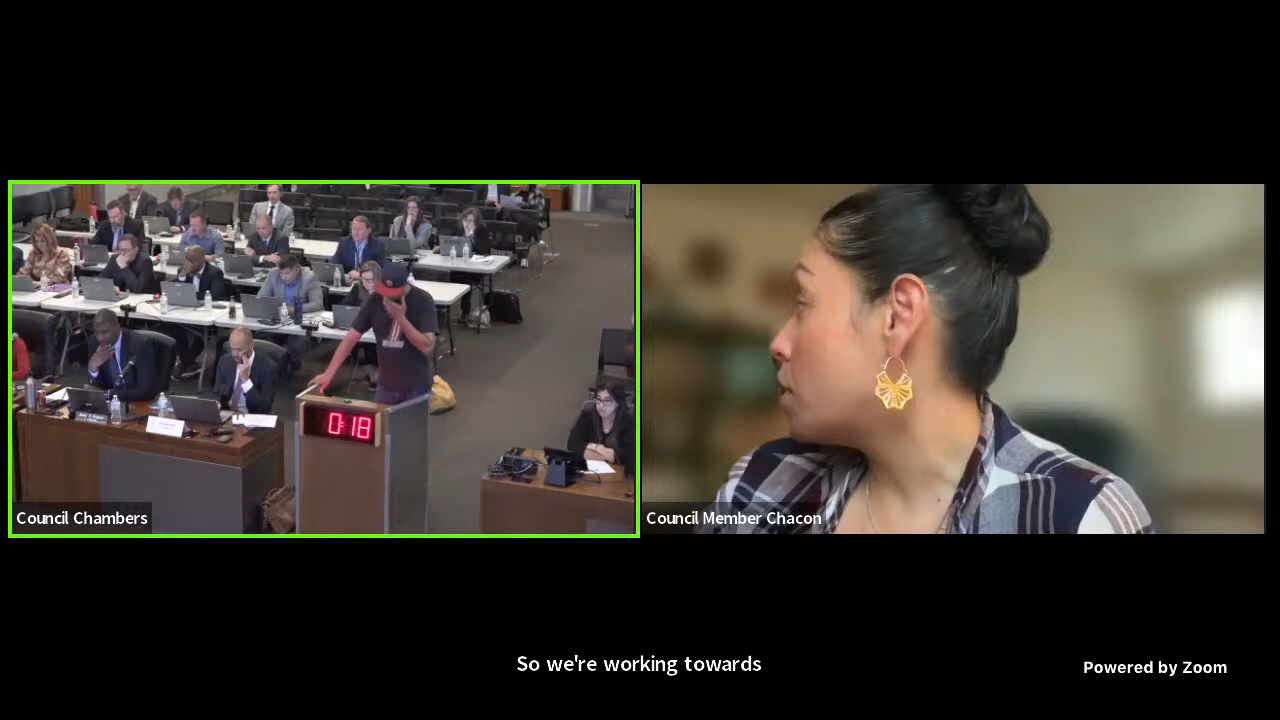 0:18
Council Chambers
Council Member Chacon
So we're working towards
Powered by Zoom